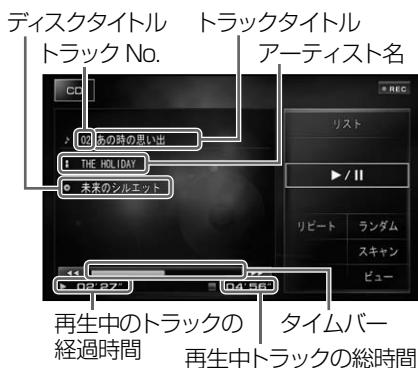 ディスクタイトル
トラックタイトル
トラック No.
アーティスト名
CD
● REC
♪ 02 あの時の思い出
リスト
THE HOLIDAY
►/II
未来のシルエット
リピート
ランダム
スキャン
ビュー
◄◄
►►
► 02'27"
04'56"
再生中のトラックの
経過時間
タイムバー
再生中トラックの総時間